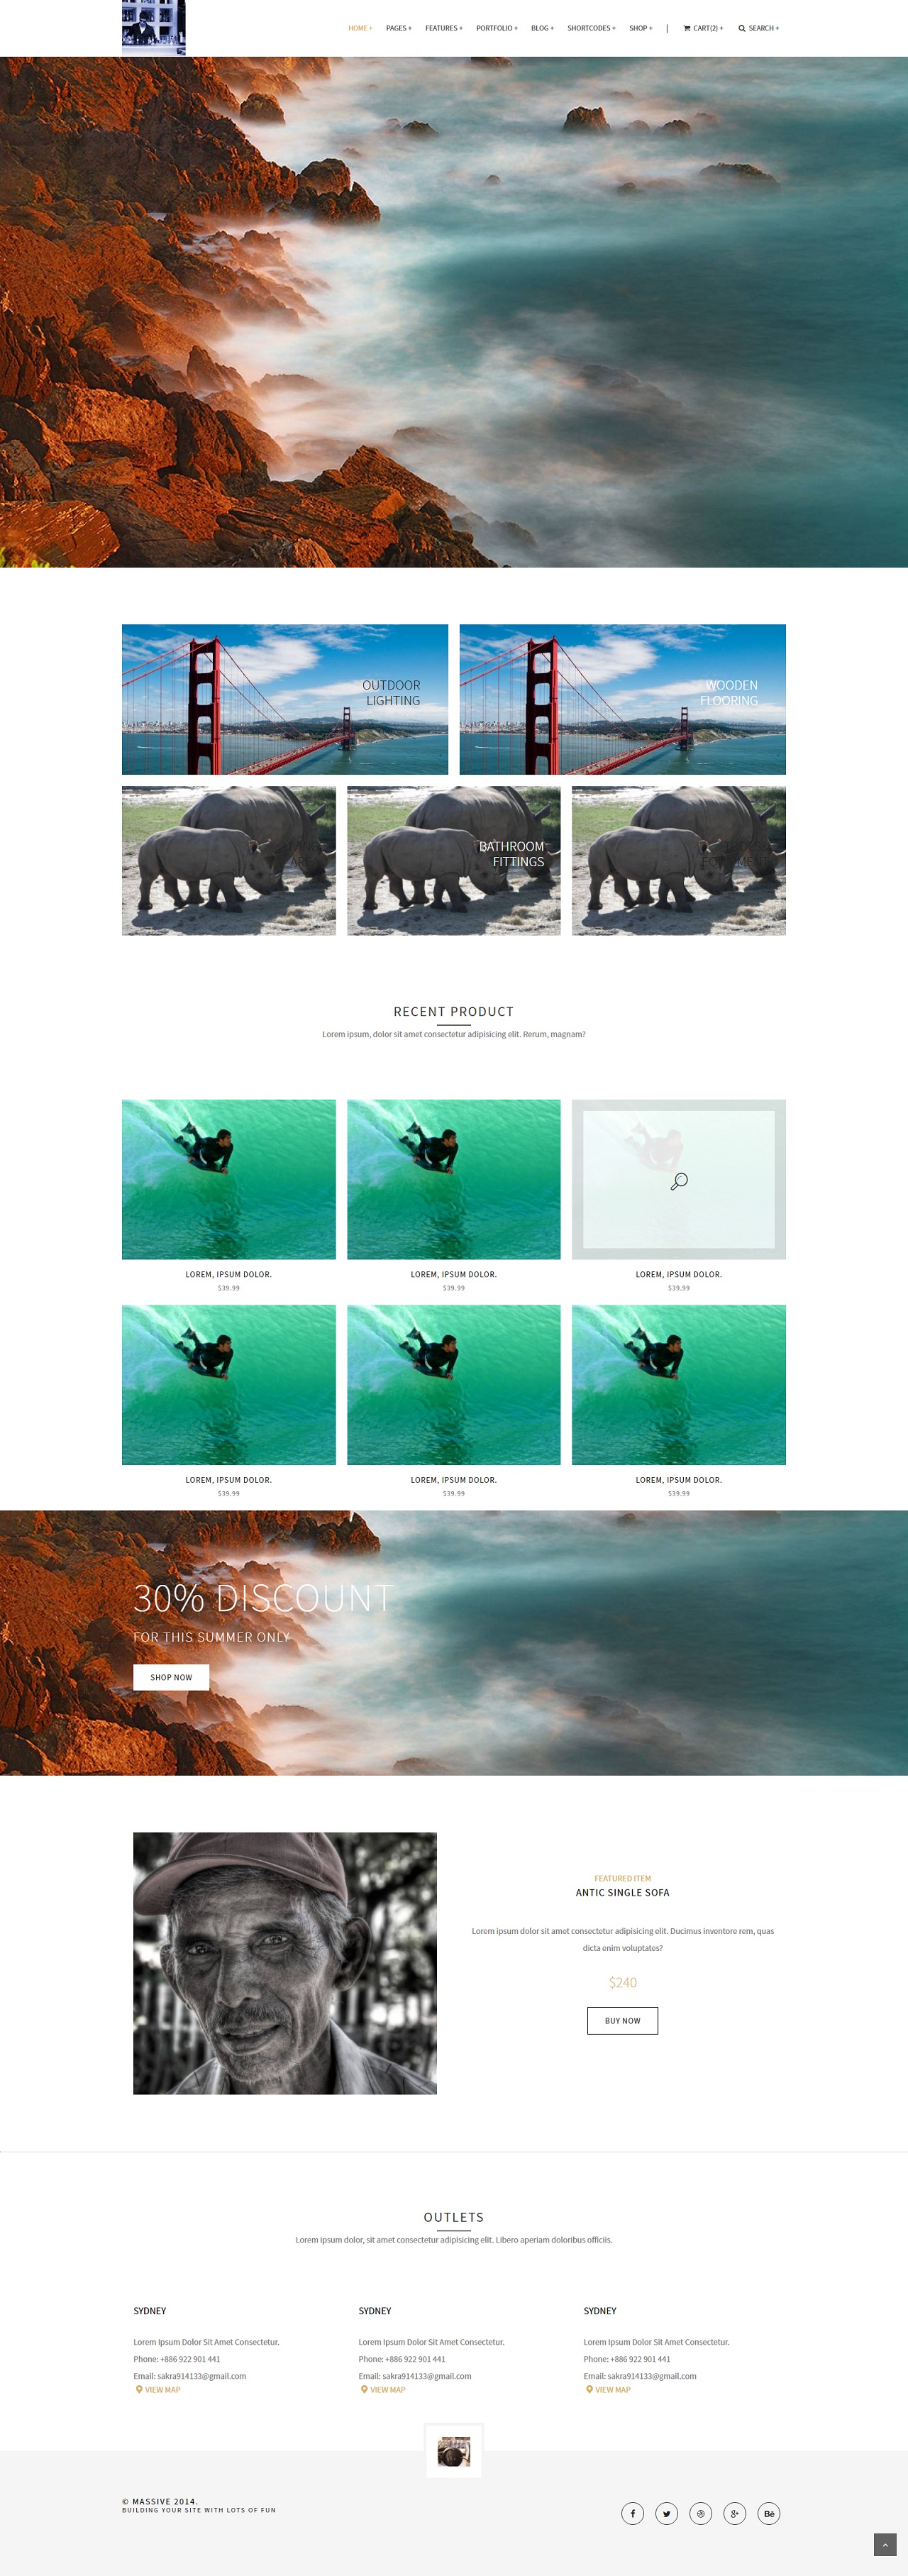 HOME +
PAGES +
FEATURES +
PORTFOLIO +
BLOG +
SHORTCODES +
SHOP +
CART(2) +
SEARCH +
OUTDOOR
LIGHTING
WOODEN
FLOORING
BATHROOM
FITTINGS
RECENT PRODUCT
Lorem ipsum, dolor sit amet consectetur adipisicing elit. Rerum, magnam?
LOREM, IPSUM DOLOR.
$39.99
LOREM, IPSUM DOLOR.
$39.99
LOREM, IPSUM DOLOR.
$39.99
LOREM, IPSUM DOLOR.
$39.99
LOREM, IPSUM DOLOR.
$39.99
LOREM, IPSUM DOLOR.
$39.99
30% DISCOUNT
FOR THIS SUMMER ONLY
SHOP NOW
FEATURED ITEM
ANTIC SINGLE SOFA
Lorem ipsum dolor sit amet consectetur adipisicing elit. Ducimus inventore rem, quas
dicta enim voluptates?
$240
BUY NOW
OUTLETS
Lorem ipsum dolor, sit amet consectetur adipisicing elit. Libero aperiam doloribus officiis.
SYDNEY
Lorem Ipsum Dolor Sit Amet Consectetur.
Phone: +886 922 901 441
Email: sakra914133@gmail.com
VIEW MAP
SYDNEY
Lorem Ipsum Dolor Sit Amet Consectetur.
Phone: +886 922 901 441
Email: sakra914133@gmail.com
VIEW MAP
SYDNEY
Lorem Ipsum Dolor Sit Amet Consectetur.
Phone: +886 922 901 441
Email: sakra914133@gmail.com
VIEW MAP
© MASSIVE 2014.
BUILDING YOUR SITE WITH LOTS OF FUN